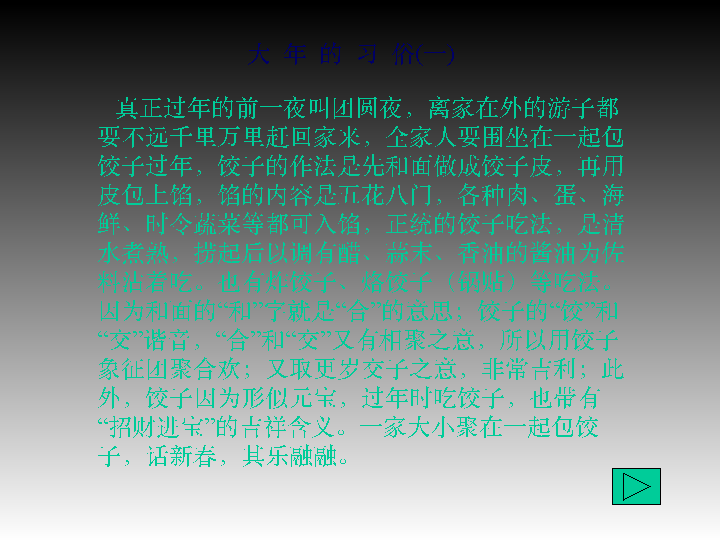 大 年 的 习 俗(一)
真正过年的前一夜叫团圆夜，离家在外的游子都
要不远千里万里赶回家来，全家人要围坐在一起包
饺子过年，饺子的作法是先和面做成饺子皮，再用
皮包上馅，馅的内容是五花八门，各种肉、蛋、海
鲜、时令蔬菜等都可入馅，正统的饺子吃法，是清
水煮熟、捞起后以调有醋、蒜末、香油的酱油为佐
料沾着吃。也有炸饺子、烙饺子（锅贴）等吃法。
因为和面的“和”字就是“合”的意思；饺子的“饺”和
“交”谐音，“合”和“交”又有相聚之意，所以用饺子
象征团聚合欢；又取更岁交子之意，非常吉利；此
外，饺子因为形似元宝，过年时吃饺子，也带有
“招财进宝”的吉祥含义。一家大小聚在一起包饺
子，话新春，其乐融融。